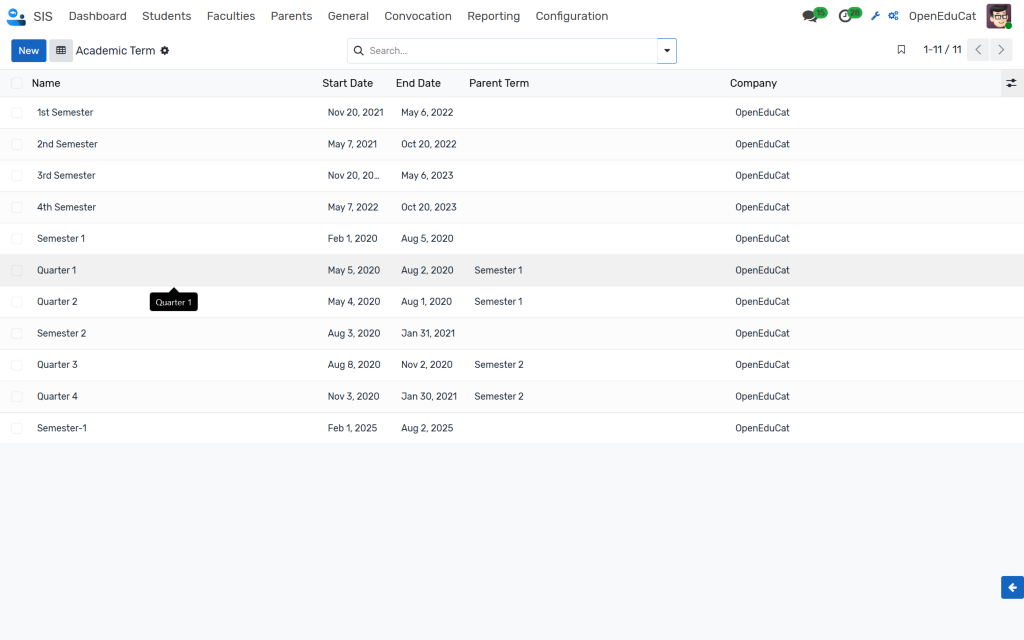 SIS Dashboard Students Faculties Parents General Convocation Reporting Configuration 15 28 OpenEduCat
New Academic Term Search... 1-11 / 11
Name Start Date End Date Parent Term Company
1st Semester Nov 20, 2021 May 6, 2022 OpenEduCat
2nd Semester May 7, 2021 Oct 20, 2022 OpenEduCat
3rd Semester Nov 20, 20... May 6, 2023 OpenEduCat
4th Semester May 7, 2022 Oct 20, 2023 OpenEduCat
Semester 1 Feb 1, 2020 Aug 5, 2020 OpenEduCat
Quarter 1 May 5, 2020 Aug 2, 2020 Semester 1 OpenEduCat
Quarter 2 May 4, 2020 Aug 1, 2020 Semester 1 OpenEduCat
Quarter 1
Semester 2 Aug 3, 2020 Jan 31, 2021 OpenEduCat
Quarter 3 Aug 8, 2020 Nov 2, 2020 Semester 2 OpenEduCat
Quarter 4 Nov 3, 2020 Jan 30, 2021 Semester 2 OpenEduCat
Semester-1 Feb 1, 2025 Aug 2, 2025 OpenEduCat